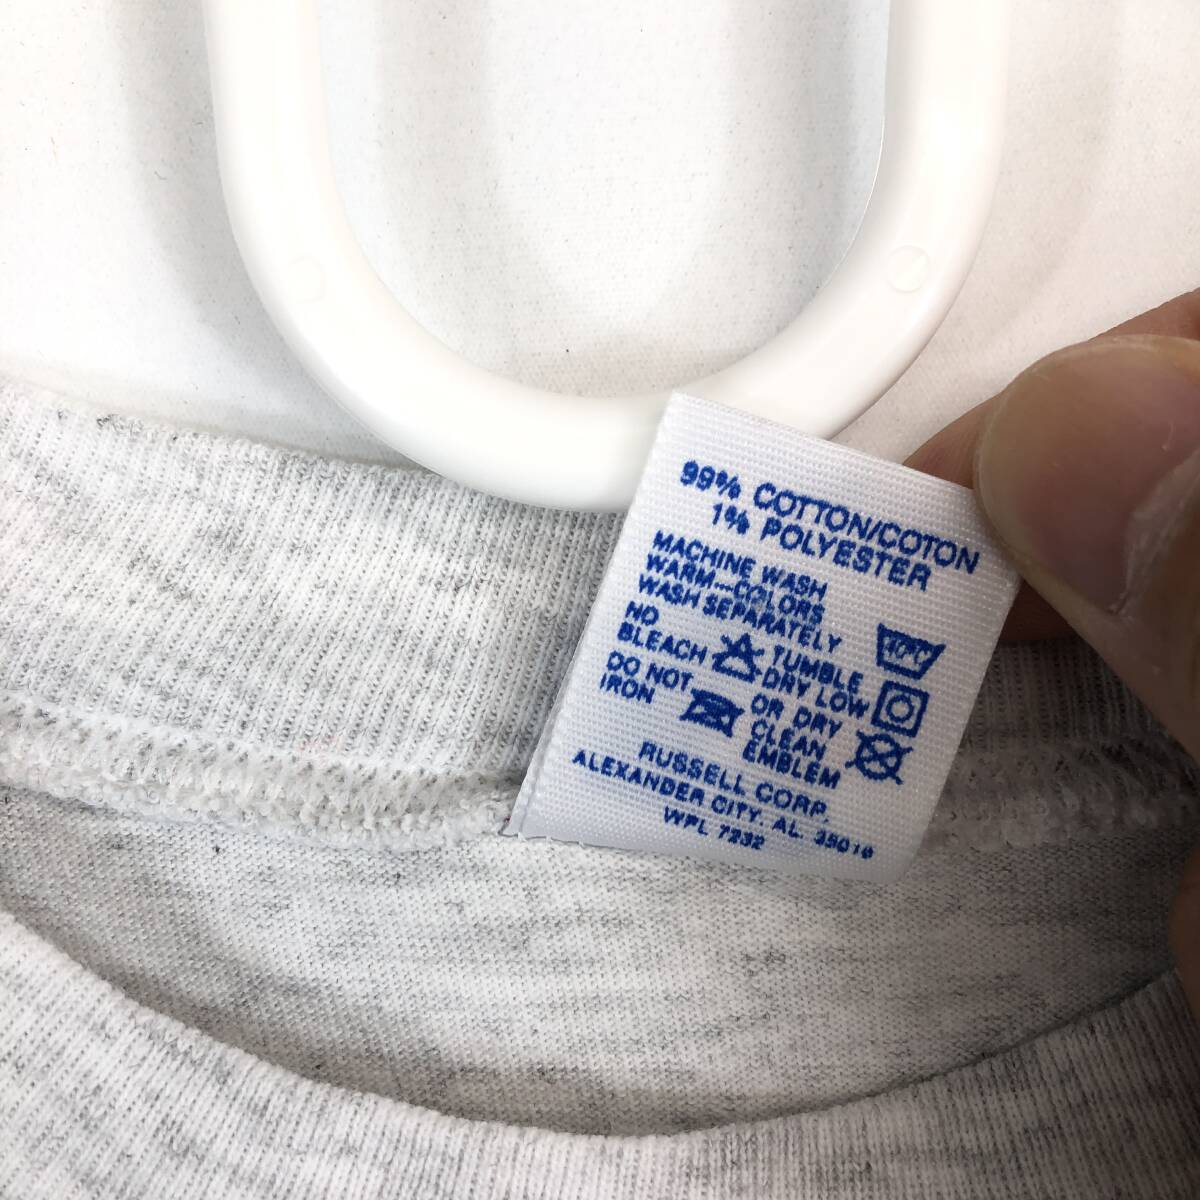 99% COTTON/COTON
1% POLYESTER
MACHINE WASH
WARM---COLORS
WASH SEPARATELY
NO
BLEACH
TUMBLE
DRY LOW
DO NOT
IRON
OR DRY
CLEAN
EMBLEM
40°C
RUSSELL CORP.
ALEXANDER CITY, AL. 35010
WPL 7232